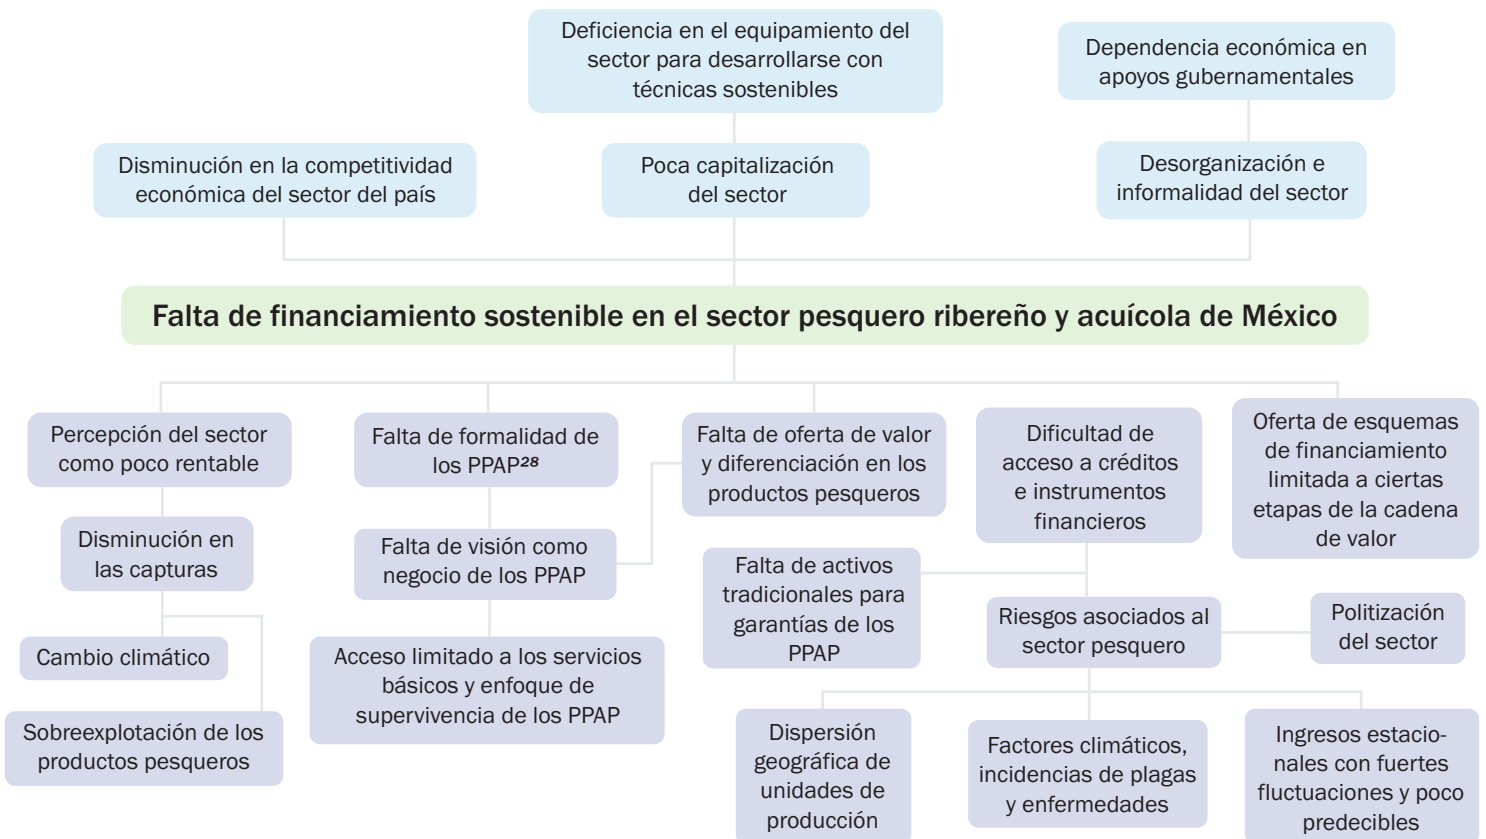 Deficiencia en el equipamiento del
sector para desarrollarse con
técnicas sostenibles
Dependencia económica en
apoyos gubernamentales
Disminución en la competitividad
económica del sector del país
Poca capitalización
del sector
Desorganización e
informalidad del sector
Falta de financiamiento sostenible en el sector pesquero ribereño y acuícola de México
Percepción del sector
como poco rentable
Falta de formalidad de
los PPAP²⁸
Falta de oferta de valor
y diferenciación en los
productos pesqueros
Dificultad de
acceso a créditos
e instrumentos
financieros
Oferta de esquemas
de financiamiento
limitada a ciertas
etapas de la cadena
de valor
Disminución en
las capturas
Falta de visión como
negocio de los PPAP
Falta de activos
tradicionales para
garantías de los
PPAP
Riesgos asociados al
sector pesquero
Politización
del sector
Cambio climático
Acceso limitado a los servicios
básicos y enfoque de
supervivencia de los PPAP
Sobreexplotación de los
productos pesqueros
Dispersión
geográfica de
unidades de
producción
Factores climáticos,
incidencias de plagas
y enfermedades
Ingresos estacio-
nales con fuertes
fluctuaciones y poco
predecibles